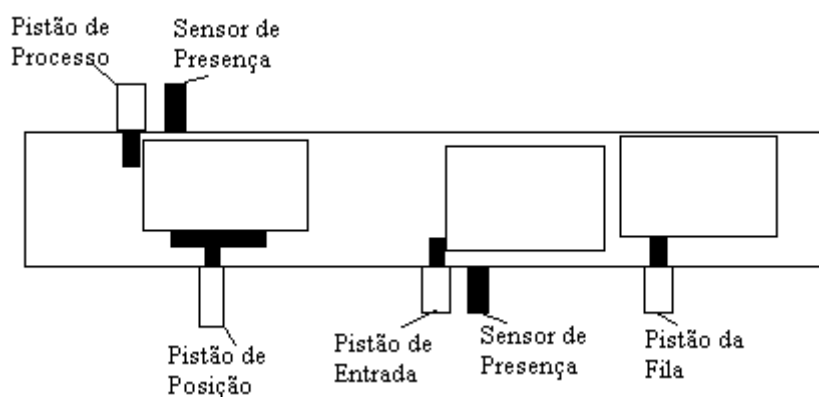 Pistão de
Processo
Sensor de
Presença
Pistão de
Posição
Pistão de
Entrada
Sensor de
Presença
Pistão da
Fila